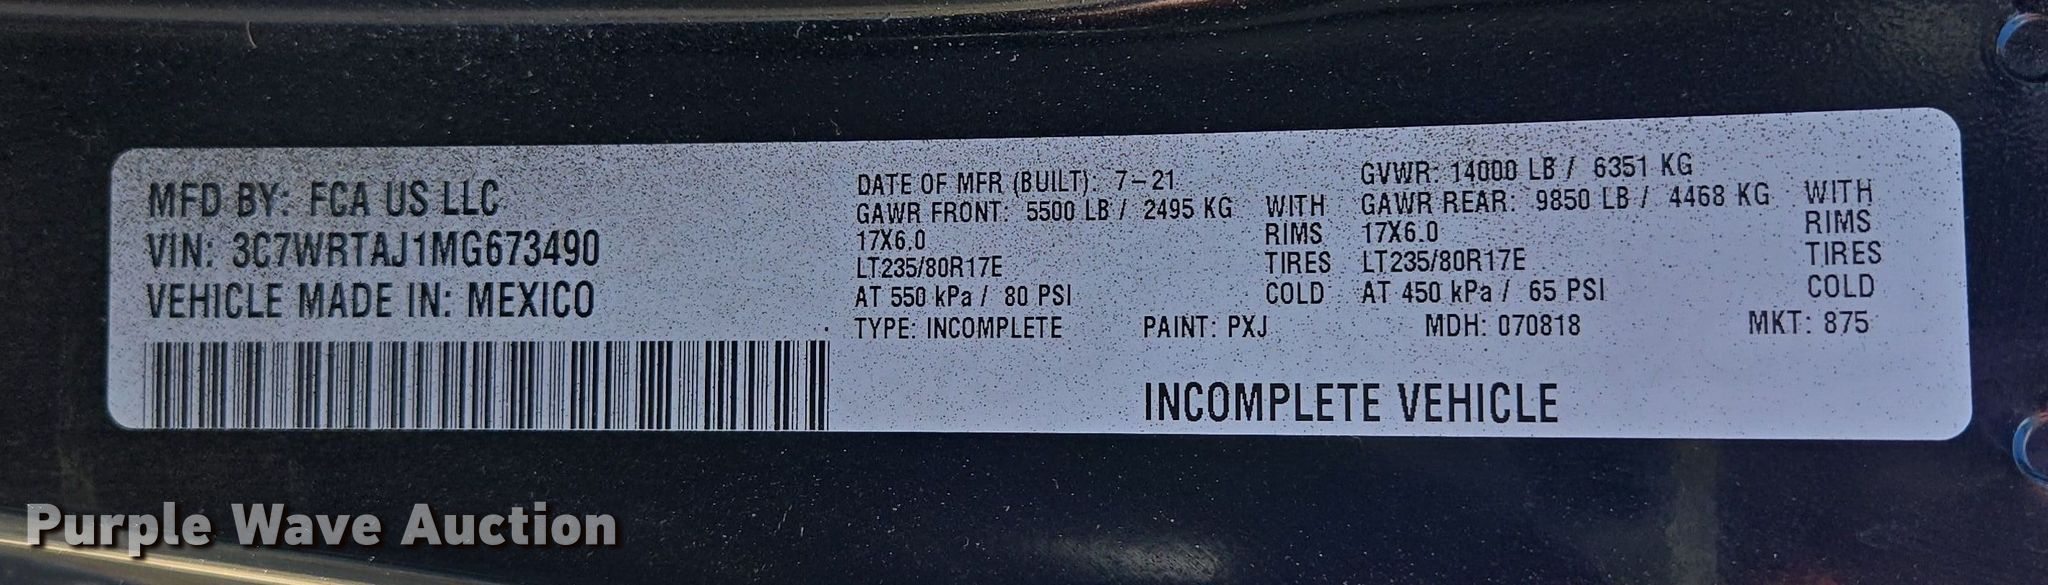 MFD BY: FCA US LLC
VIN: 3C7WRTAJ1MG673490
VEHICLE MADE IN: MEXICO
DATE OF MFR (BUILT): 7-21
GVWR: 14000 LB / 6351 KG
GAWR FRONT: 5500 LB / 2495 KG WITH
17X6.0 RIMS
LT235/80R17E TIRES
AT 550 kPa / 80 PSI COLD
GAWR REAR: 9850 LB / 4468 KG WITH
17X6.0 RIMS
LT235/80R17E TIRES
AT 450 kPa / 65 PSI COLD
TYPE: INCOMPLETE PAINT: PXJ MDH: 070818 MKT: 875
INCOMPLETE VEHICLE
Purple Wave Auction